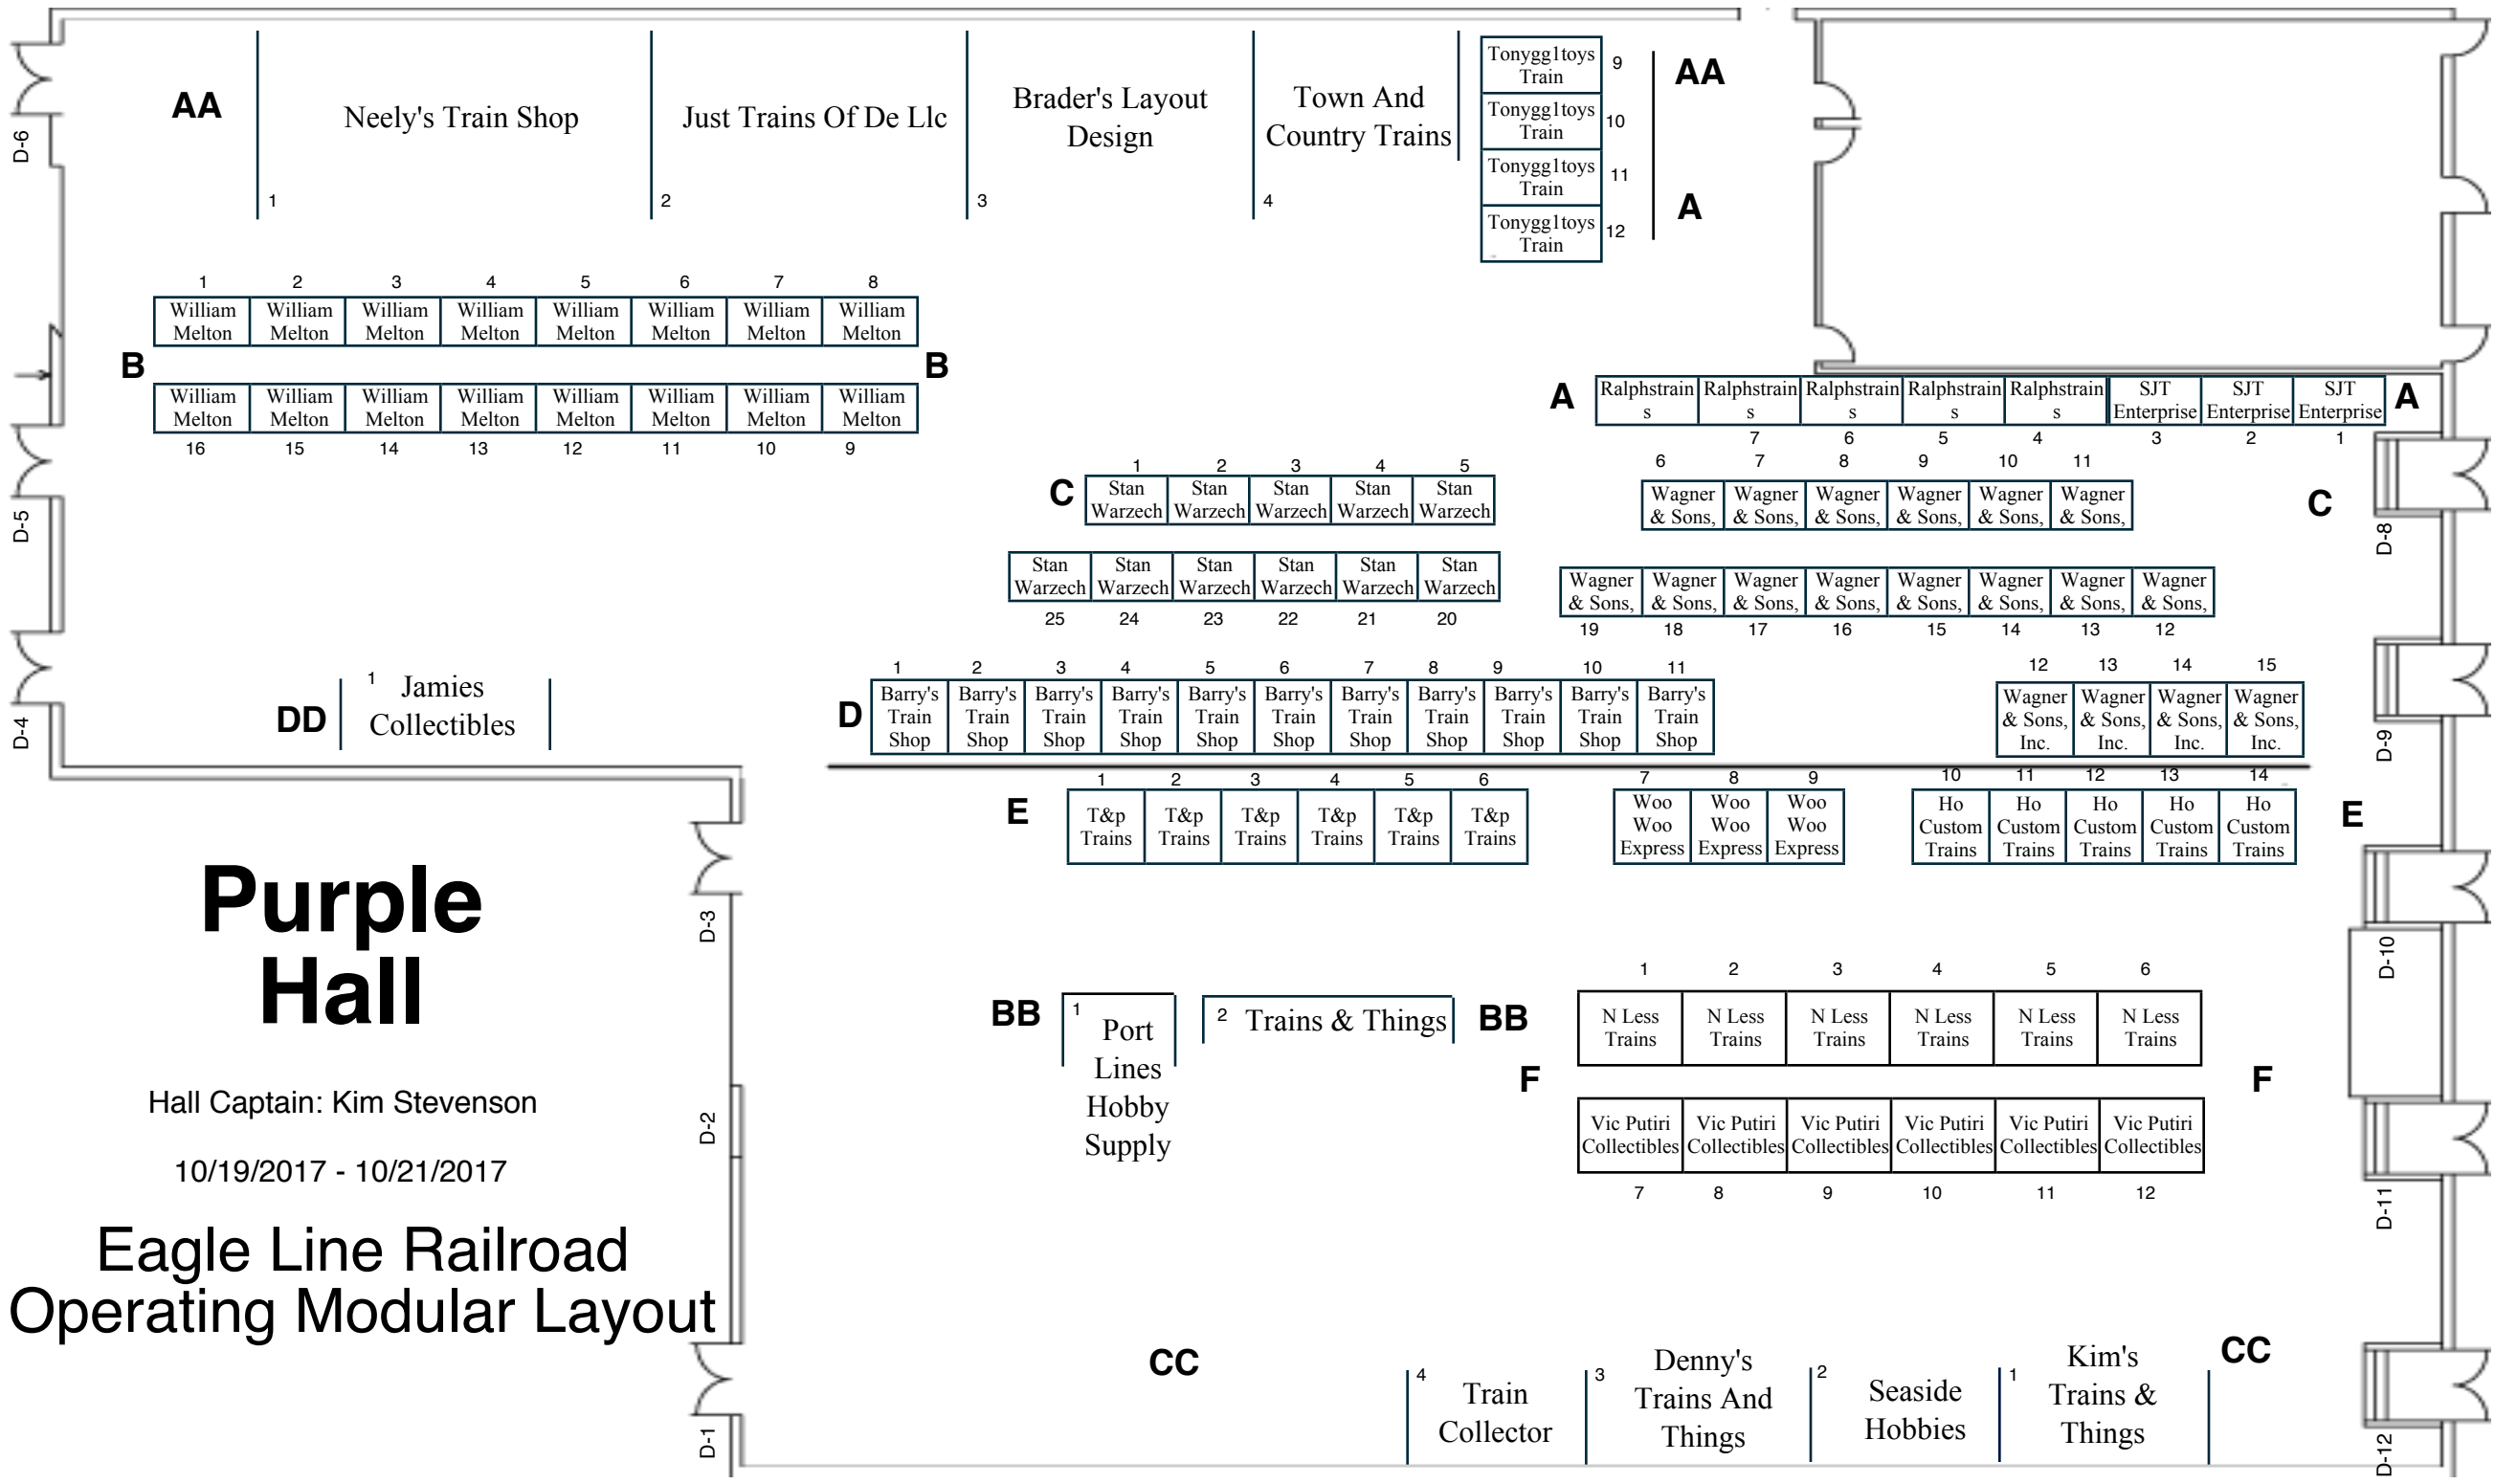 AA
Neely's Train Shop
1
Just Trains Of De Llc
2
Brader's Layout
Design
3
Town And
Country Trains
4
Tonygg1toys
Train
9
Tonygg1toys
Train
10
Tonygg1toys
Train
11
Tonygg1toys
Train
12
AA
A
D-6
1 2 3 4 5 6 7 8
William William William William William William William William
Melton Melton Melton Melton Melton Melton Melton Melton
B B
William William William William William William William William
Melton Melton Melton Melton Melton Melton Melton Melton
16 15 14 13 12 11 10 9
D-5
A Ralphstrain Ralphstrain Ralphstrain Ralphstrain Ralphstrain SJT SJT SJT A
s s s s s Enterprise Enterprise Enterprise
7 6 5 4 3 2 1
C
1 2 3 4 5
Stan Stan Stan Stan Stan
Warzech Warzech Warzech Warzech Warzech
6 7 8 9 10 11
Wagner Wagner Wagner Wagner Wagner Wagner
& Sons, & Sons, & Sons, & Sons, & Sons, & Sons,
C
D-8
Stan Stan Stan Stan Stan Stan
Warzech Warzech Warzech Warzech Warzech Warzech
25 24 23 22 21 20
Wagner Wagner Wagner Wagner Wagner Wagner Wagner Wagner
& Sons, & Sons, & Sons, & Sons, & Sons, & Sons, & Sons, & Sons,
19 18 17 16 15 14 13 12
DD
1 Jamies
Collectibles
D-4
D
1 2 3 4 5 6 7 8 9 10 11
Barry's Barry's Barry's Barry's Barry's Barry's Barry's Barry's Barry's Barry's Barry's
Train Train Train Train Train Train Train Train Train Train Train
Shop Shop Shop Shop Shop Shop Shop Shop Shop Shop Shop
12 13 14 15
Wagner Wagner Wagner Wagner
& Sons, & Sons, & Sons, & Sons,
Inc. Inc. Inc. Inc.
D-9
E
1 2 3 4 5 6
T&p T&p T&p T&p T&p T&p
Trains Trains Trains Trains Trains Trains
7 8 9
Woo Woo Woo
Woo Woo Woo
Express Express Express
10 11 12 13 14
Ho Ho Ho Ho Ho
Custom Custom Custom Custom Custom
Trains Trains Trains Trains Trains
E
Purple
Hall
D-3
D-10
BB
1
Port
Lines
Hobby
Supply
2 Trains & Things
BB
1 2 3 4 5 6
N Less N Less N Less N Less N Less N Less
Trains Trains Trains Trains Trains Trains
F F
Vic Putiri Vic Putiri Vic Putiri Vic Putiri Vic Putiri Vic Putiri
Collectibles Collectibles Collectibles Collectibles Collectibles Collectibles
7 8 9 10 11 12
Hall Captain: Kim Stevenson
D-2
10/19/2017 - 10/21/2017
D-11
Eagle Line Railroad
Operating Modular Layout
CC
4
Train
Collector
3
Denny's
Trains And
Things
2
Seaside
Hobbies
1
Kim's
Trains &
Things
CC
D-1
D-12